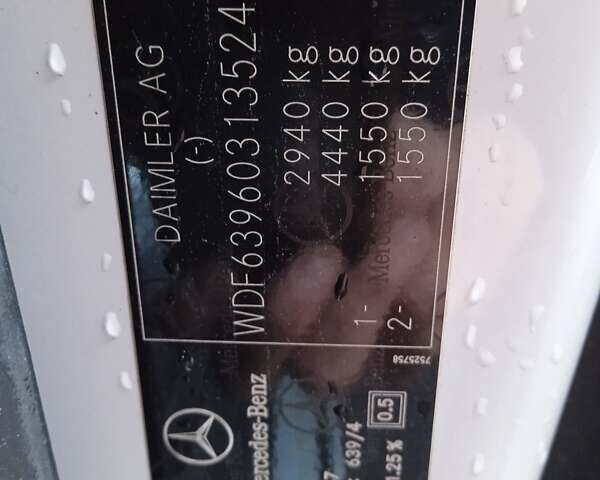 DAIMLER AG
(-)
WDF63960313524
2940 kg
4440 kg
1- 1550 kg
2- 1550 kg
7525758
Mercedes-Benz
639/4
1.25 %
0.5